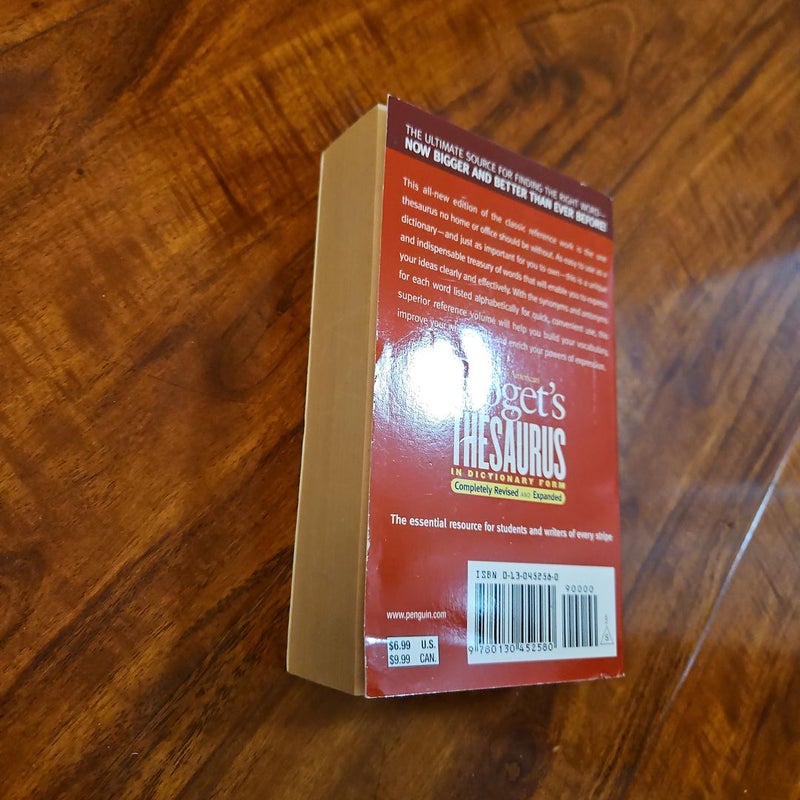 THE ULTIMATE SOURCE FOR FINDING THE RIGHT WORD—
NOW BIGGER AND BETTER THAN EVER BEFORE!
This all-new edition of the classic reference work is the one
thesaurus no home or office should be without. As easy to use as a
dictionary—and just as important for you to own—this is a unique
and indispensable treasury of words that will enable you to express
your ideas clearly and effectively. With the synonyms and antonyms
for each word listed alphabetically for quick, convenient use, this
superior reference volume will help you build your vocabulary,
improve your enrich your powers of expression.
American
Roget's
THESAURUS
IN DICTIONARY FORM
Completely Revised AND Expanded
The essential resource for students and writers of every stripe
www.penguin.com
$6.99 U.S.
$9.99 CAN.
ISBN 0-13-045258-0
90000
9 780130 452580